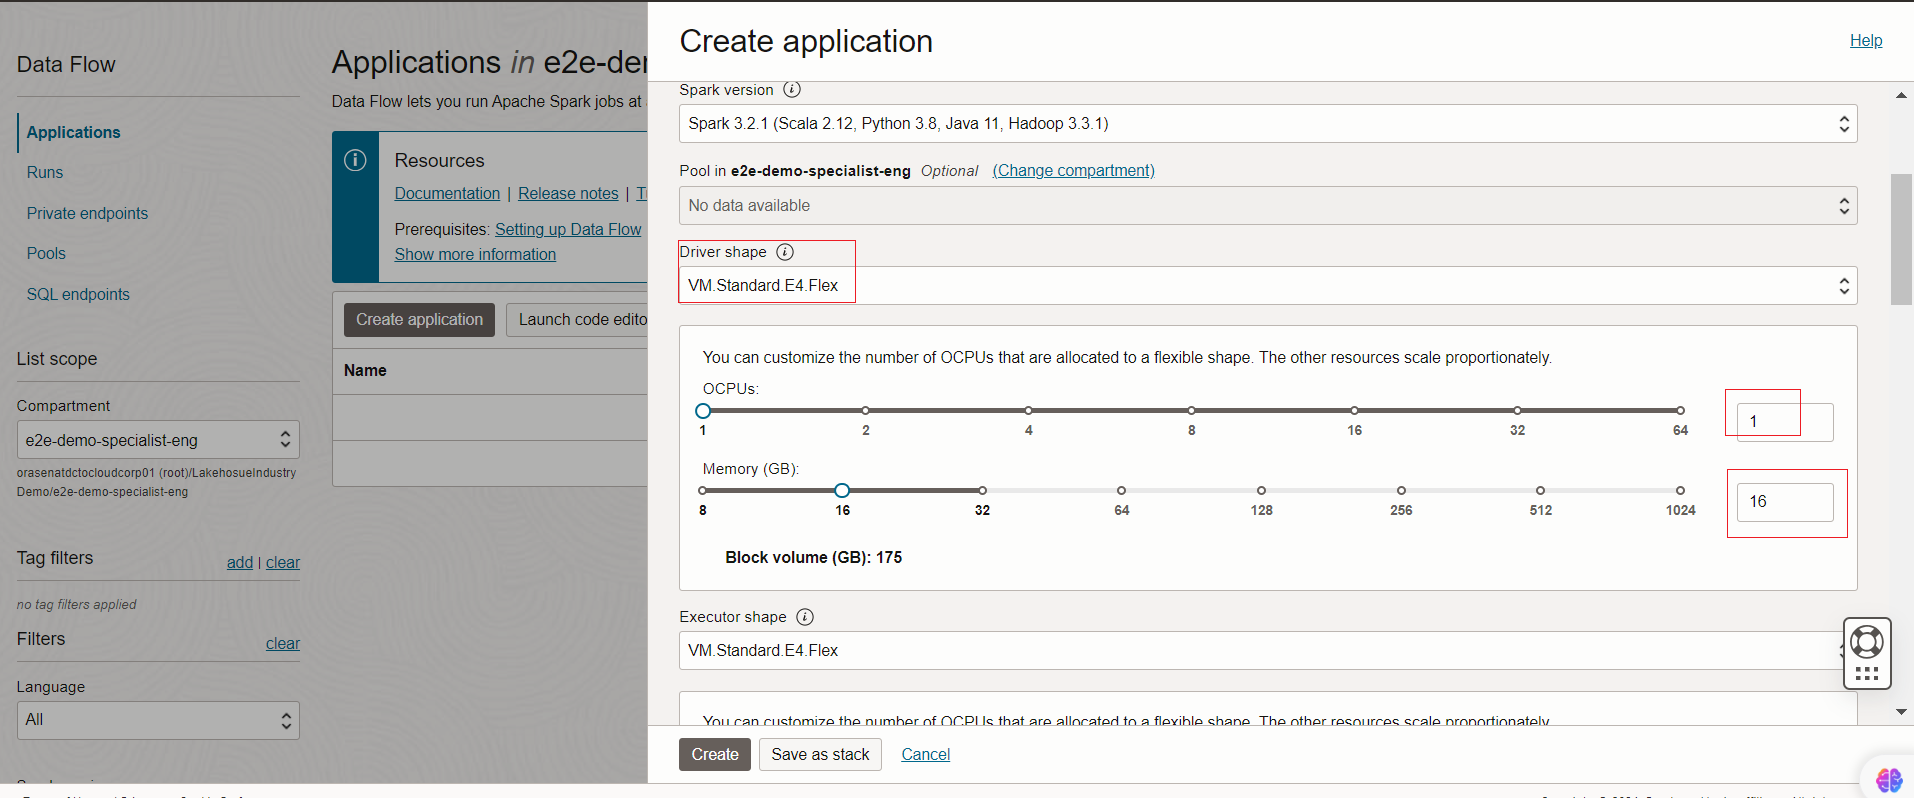 Data Flow
Applications
Runs
Private endpoints
Pools
SQL endpoints
List scope
Compartment
e2e-demo-specialist-eng
orasenatdctocloudcorp01 (root)/LakehosueIndustry
Demo/e2e-demo-specialist-eng
Tag filters add | clear
no tag filters applied
Filters clear
Language
All
Applications in e2e-der
Data Flow lets you run Apache Spark jobs at
Resources
Documentation | Release notes |
Prerequisites: Setting up Data Flow
Show more information
Create application Launch code edito
Name
Create application Help
Spark version
Spark 3.2.1 (Scala 2.12, Python 3.8, Java 11, Hadoop 3.3.1)
Pool in e2e-demo-specialist-eng Optional (Change compartment)
No data available
Driver shape
VM.Standard.E4.Flex
You can customize the number of OCPUs that are allocated to a flexible shape. The other resources scale proportionately.
OCPUs:
1
1 2 4 8 16 32 64
Memory (GB):
16
8 16 32 64 128 256 512 1024
Block volume (GB): 175
Executor shape
VM.Standard.E4.Flex
You can customize the number of OCPUs that are allocated to a flexible shape. The other resources scale proportionately.
Create Save as stack Cancel